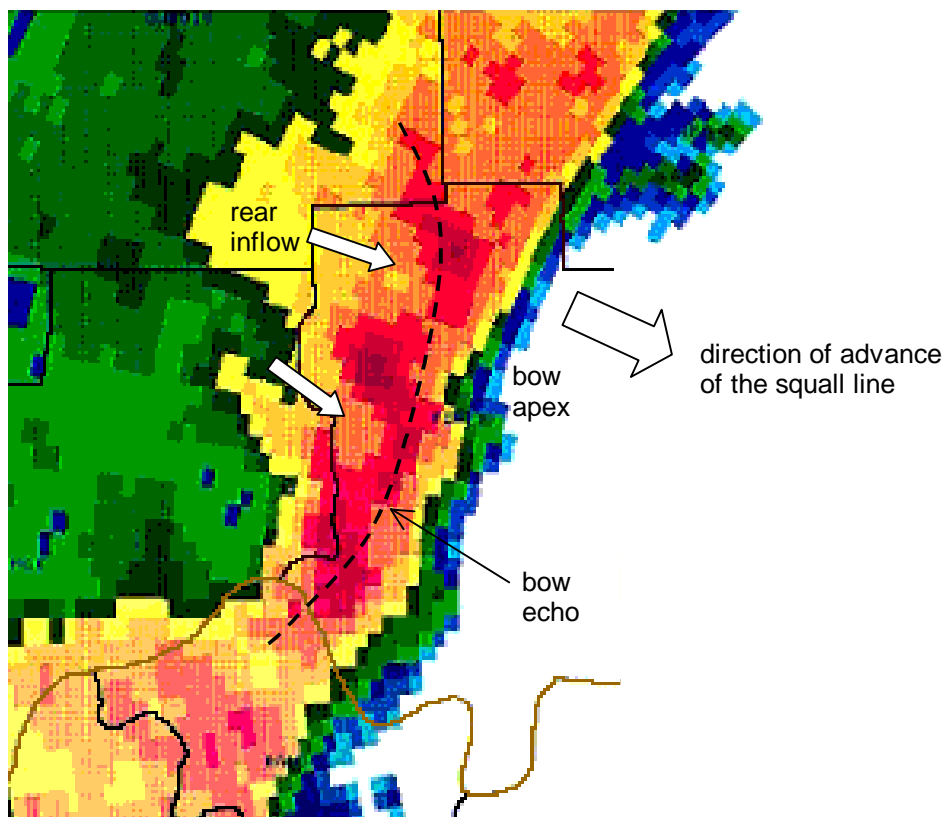 rear
inflow
direction of advance
of the squall line
bow
apex
bow
echo